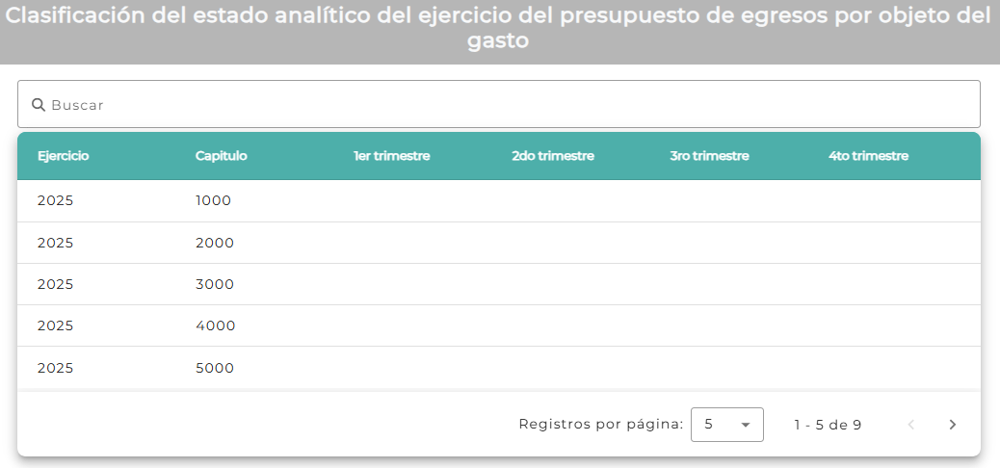 Clasificación del estado analítico del ejercicio del presupuesto de egresos por objeto del
gasto
Buscar
Ejercicio Capitulo 1er trimestre 2do trimestre 3ro trimestre 4to trimestre
2025 1000
2025 2000
2025 3000
2025 4000
2025 5000
Registros por página: 5 1 - 5 de 9